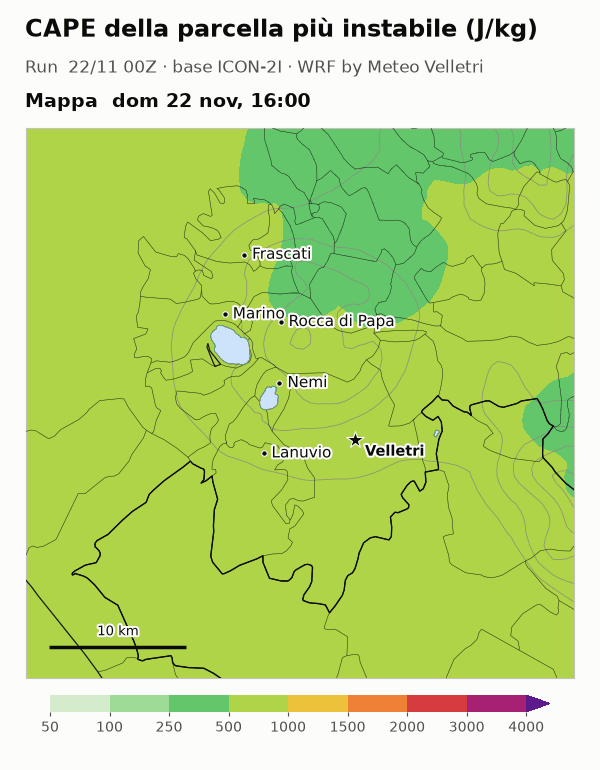 CAPE della parcella più instabile (J/kg)
Run  22/11 00Z · base ICON-2I · WRF by Meteo Velletri
Mappa  dom 22 nov, 16:00
Frascati
Marino
Rocca di Papa
Nemi
Velletri
Lanuvio
10 km
50 100 250 500 1000 1500 2000 3000 4000